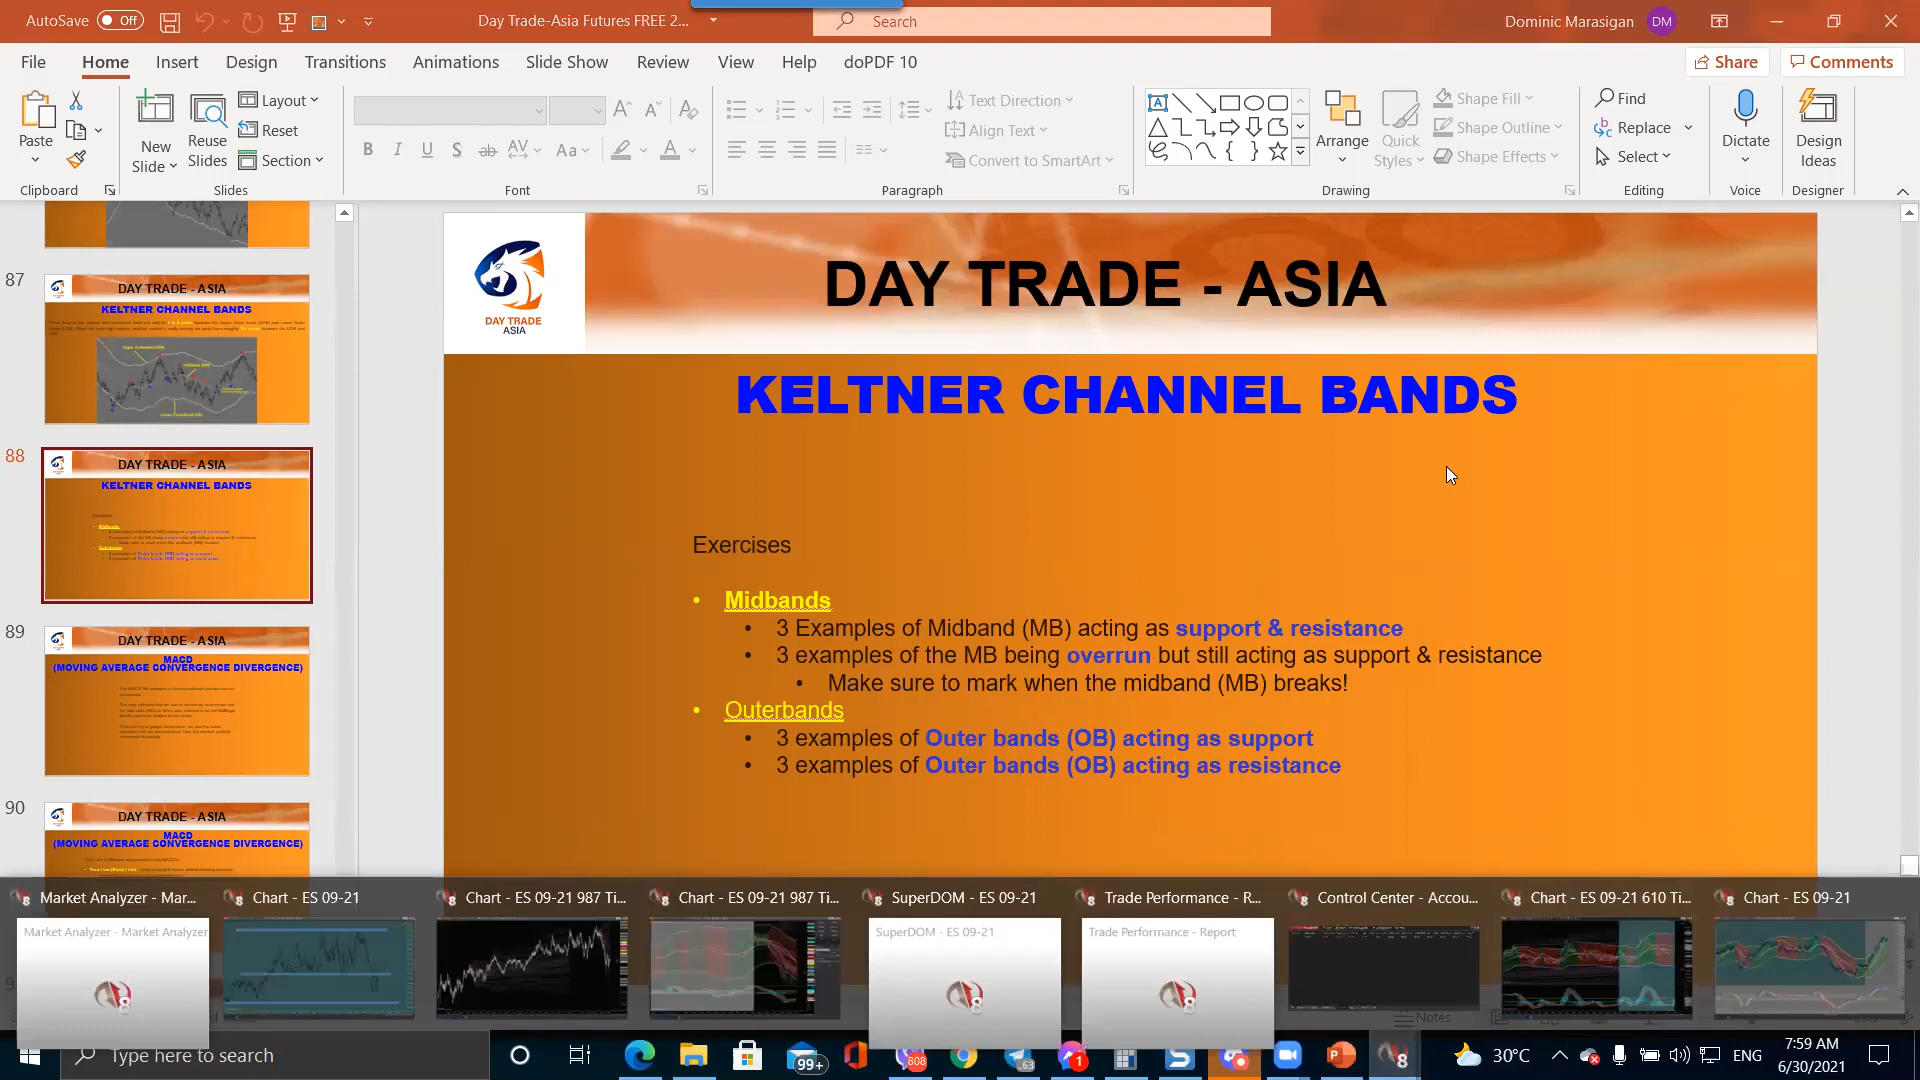 AutoSave Off
Day Trade-Asia Futures FREE 2...
Search
Dominic Marasigan DM
File Home Insert Design Transitions Animations Slide Show Review View Help doPDF 10
Share Comments
Paste
New Slide
Reuse Slides
Layout
Reset
Section
B I U S ab AV Aa A
Text Direction
Align Text
Convert to SmartArt
Arrange
Quick Styles
Shape Fill
Shape Outline
Shape Effects
Find
Replace
Select
Dictate
Design Ideas
Clipboard Slides Font Paragraph Drawing Editing Voice Designer
87
DAY TRADE - ASIA
KELTNER CHANNEL BANDS
88
DAY TRADE - ASIA
KELTNER CHANNEL BANDS
89
DAY TRADE - ASIA
MACD
(MOVING AVERAGE CONVERGENCE DIVERGENCE)
90
DAY TRADE - ASIA
MACD
(MOVING AVERAGE CONVERGENCE DIVERGENCE)
DAY TRADE
ASIA
DAY TRADE - ASIA
KELTNER CHANNEL BANDS
Exercises
• Midbands
• 3 Examples of Midband (MB) acting as support & resistance
• 3 examples of the MB being overrun but still acting as support & resistance
• Make sure to mark when the midband (MB) breaks!
• Outerbands
• 3 examples of Outer bands (OB) acting as support
• 3 examples of Outer bands (OB) acting as resistance
Market Analyzer - Mar...
Chart - ES 09-21
Chart - ES 09-21 987 Ti...
Chart - ES 09-21 987 Ti...
SuperDOM - ES 09-21
Trade Performance - R...
Control Center - Accou...
Chart - ES 09-21 610 Ti...
Chart - ES 09-21
Market Analyzer - Market Analyzer
SuperDOM - ES 09-21
Trade Performance - Report
Notes
Type here to search
99+
808
63
1
8
30°C
ENG
7:59 AM
6/30/2021